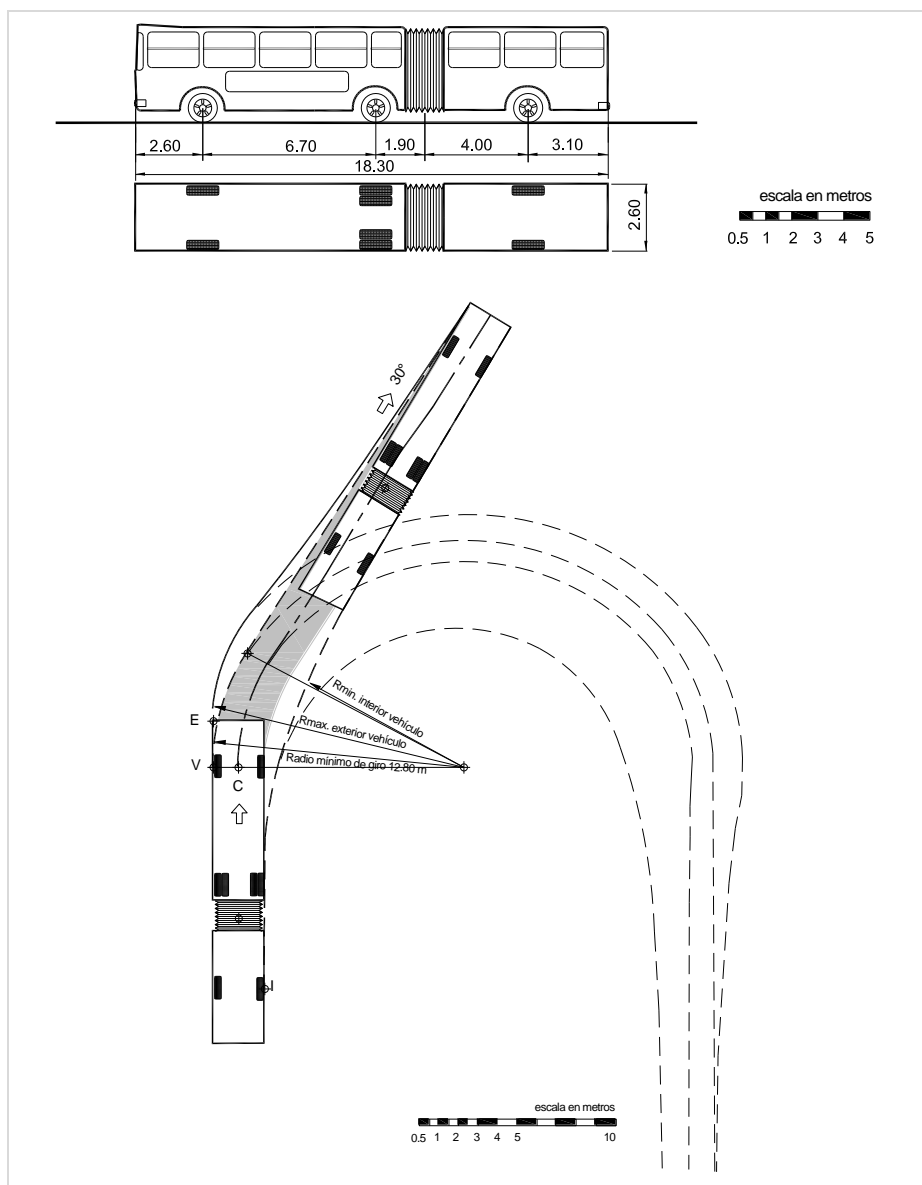 2.60 6.70 1.90 4.00 3.10
18.30
2.60
escala en metros
0.5 1 2 3 4 5
30°
Rmin. interior vehículo
E
Rmax. exterior vehículo
V
Radio mínimo de giro 12.80 m
C
I
escala en metros
0.5 1 2 3 4 5 10